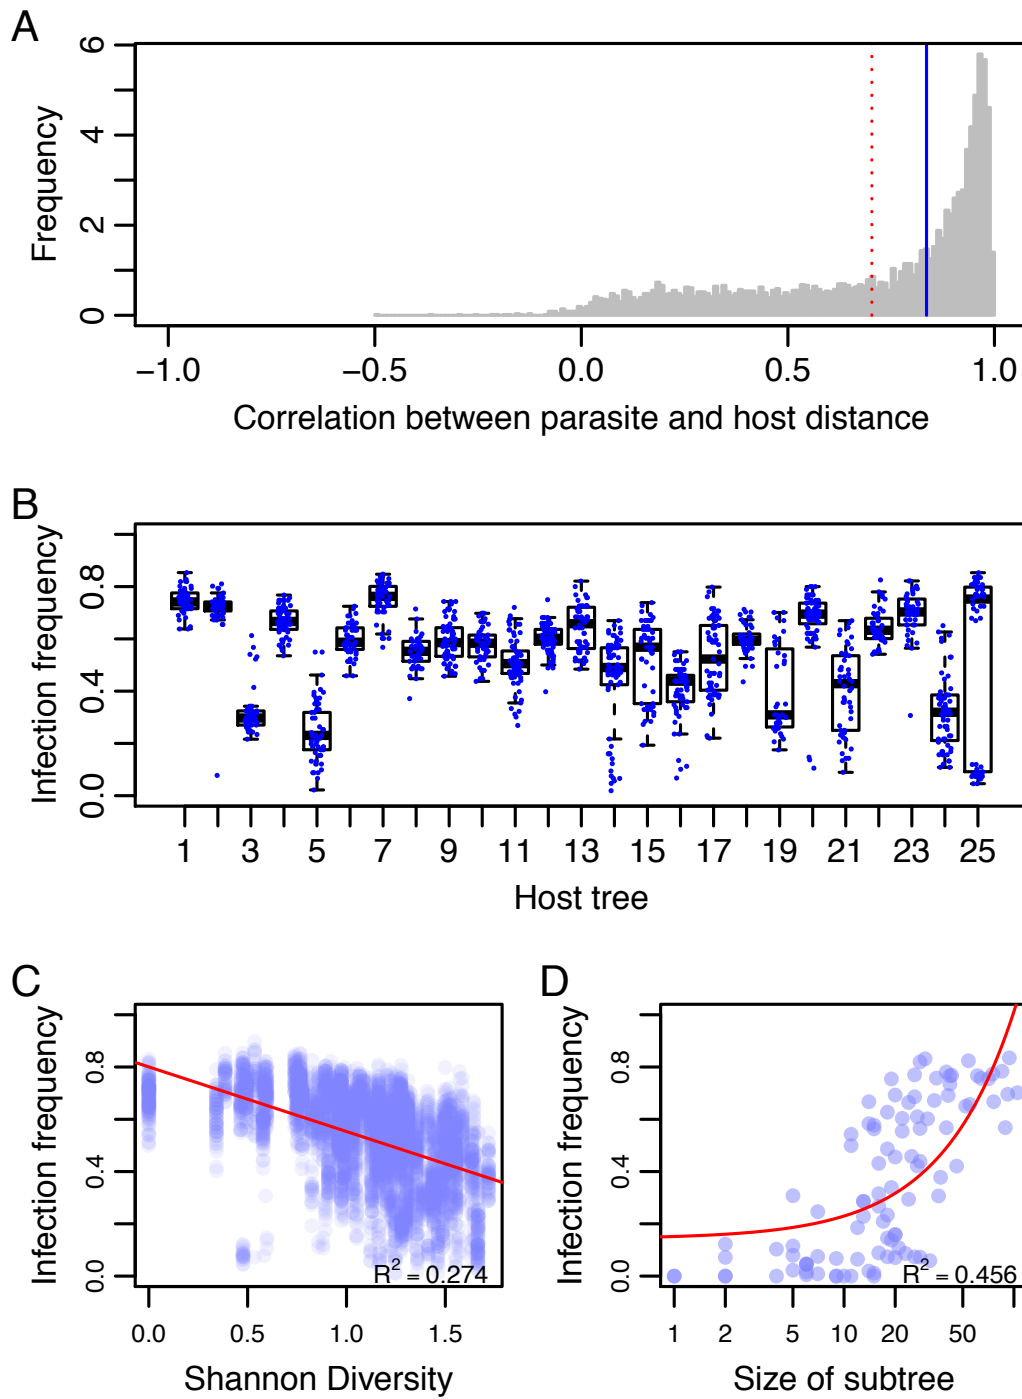 A
Frequency
0 2 4 6
−1.0 −0.5 0.0 0.5 1.0
Correlation between parasite and host distance
B
Infection frequency
0.0 0.4 0.8
1 3 5 7 9 11 13 15 17 19 21 23 25
Host tree
C
Infection frequency
0.0 0.4 0.8
R² = 0.274
0.0 0.5 1.0 1.5
Shannon Diversity
D
Infection frequency
0.0 0.4 0.8
R² = 0.456
1 2 5 10 20 50
Size of subtree